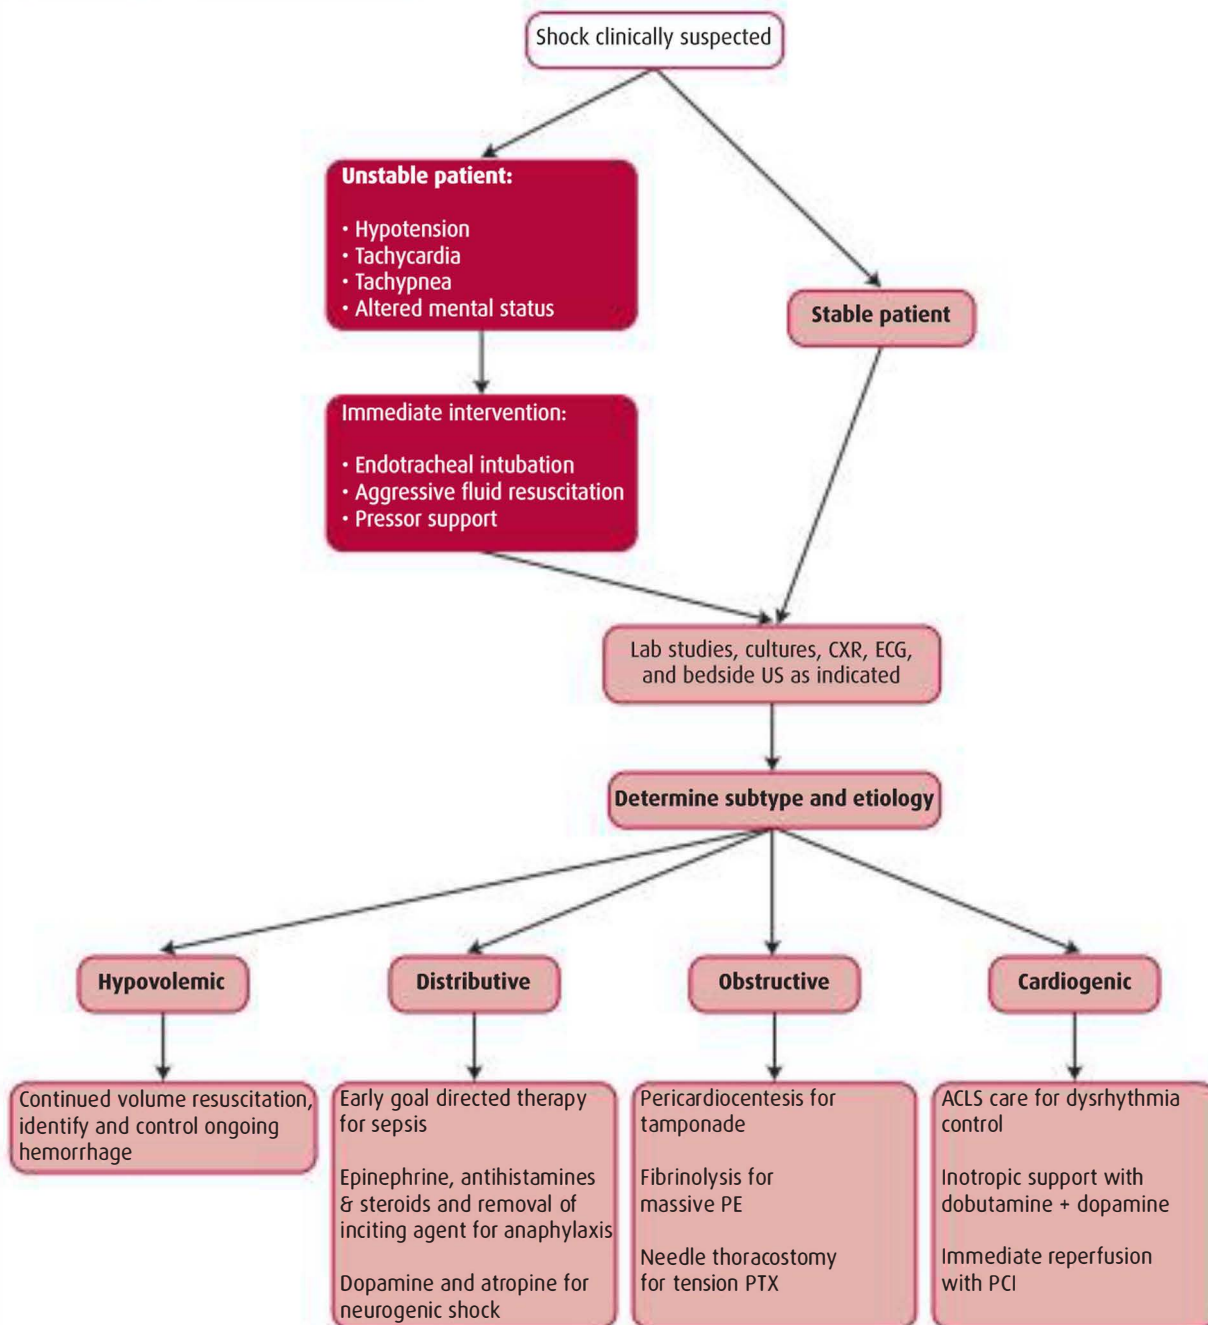 Shock clinically suspected
Unstable patient:
• Hypotension
• Tachycardia
• Tachypnea
• Altered mental status
Stable patient
Immediate intervention:
• Endotracheal intubation
• Aggressive fluid resuscitation
• Pressor support
Lab studies, cultures, CXR, ECG,
and bedside US as indicated
Determine subtype and etiology
Hypovolemic
Distributive
Obstructive
Cardiogenic
Continued volume resuscitation,
identify and control ongoing
hemorrhage
Early goal directed therapy
for sepsis
Epinephrine, antihistamines
& steroids and removal of
inciting agent for anaphylaxis
Dopamine and atropine for
neurogenic shock
Pericardiocentesis for
tamponade
Fibrinolysis for
massive PE
Needle thoracostomy
for tension PTX
ACLS care for dysrhythmia
control
Inotropic support with
dobutamine + dopamine
Immediate reperfusion
with PCI